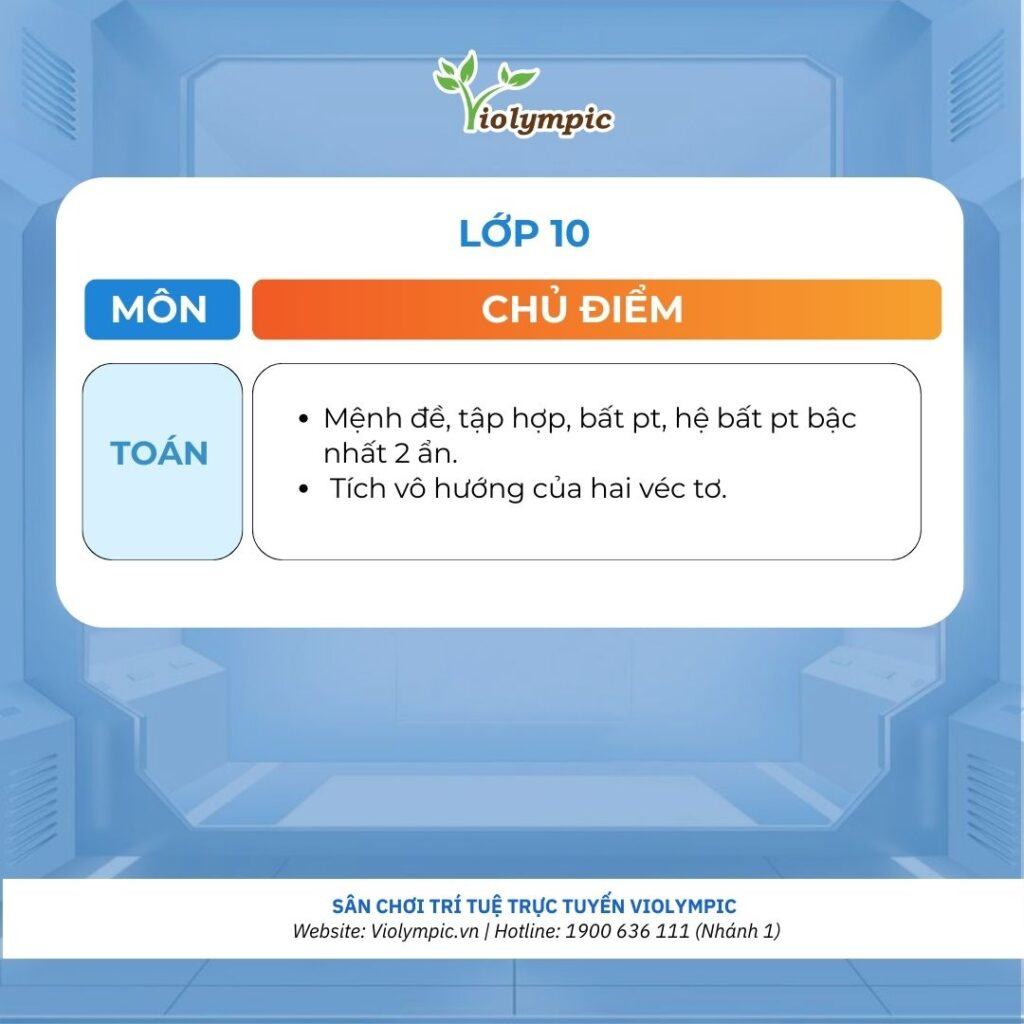 Violympic
LỚP 10
MÔN
CHỦ ĐIỂM
TOÁN
• Mệnh đề, tập hợp, bất pt, hệ bất pt bậc
nhất 2 ẩn.
• Tích vô hướng của hai véc tơ.
SÂN CHƠI TRÍ TUỆ TRỰC TUYẾN VIOLYMPIC
Website: Violympic.vn | Hotline: 1900 636 111 (Nhánh 1)